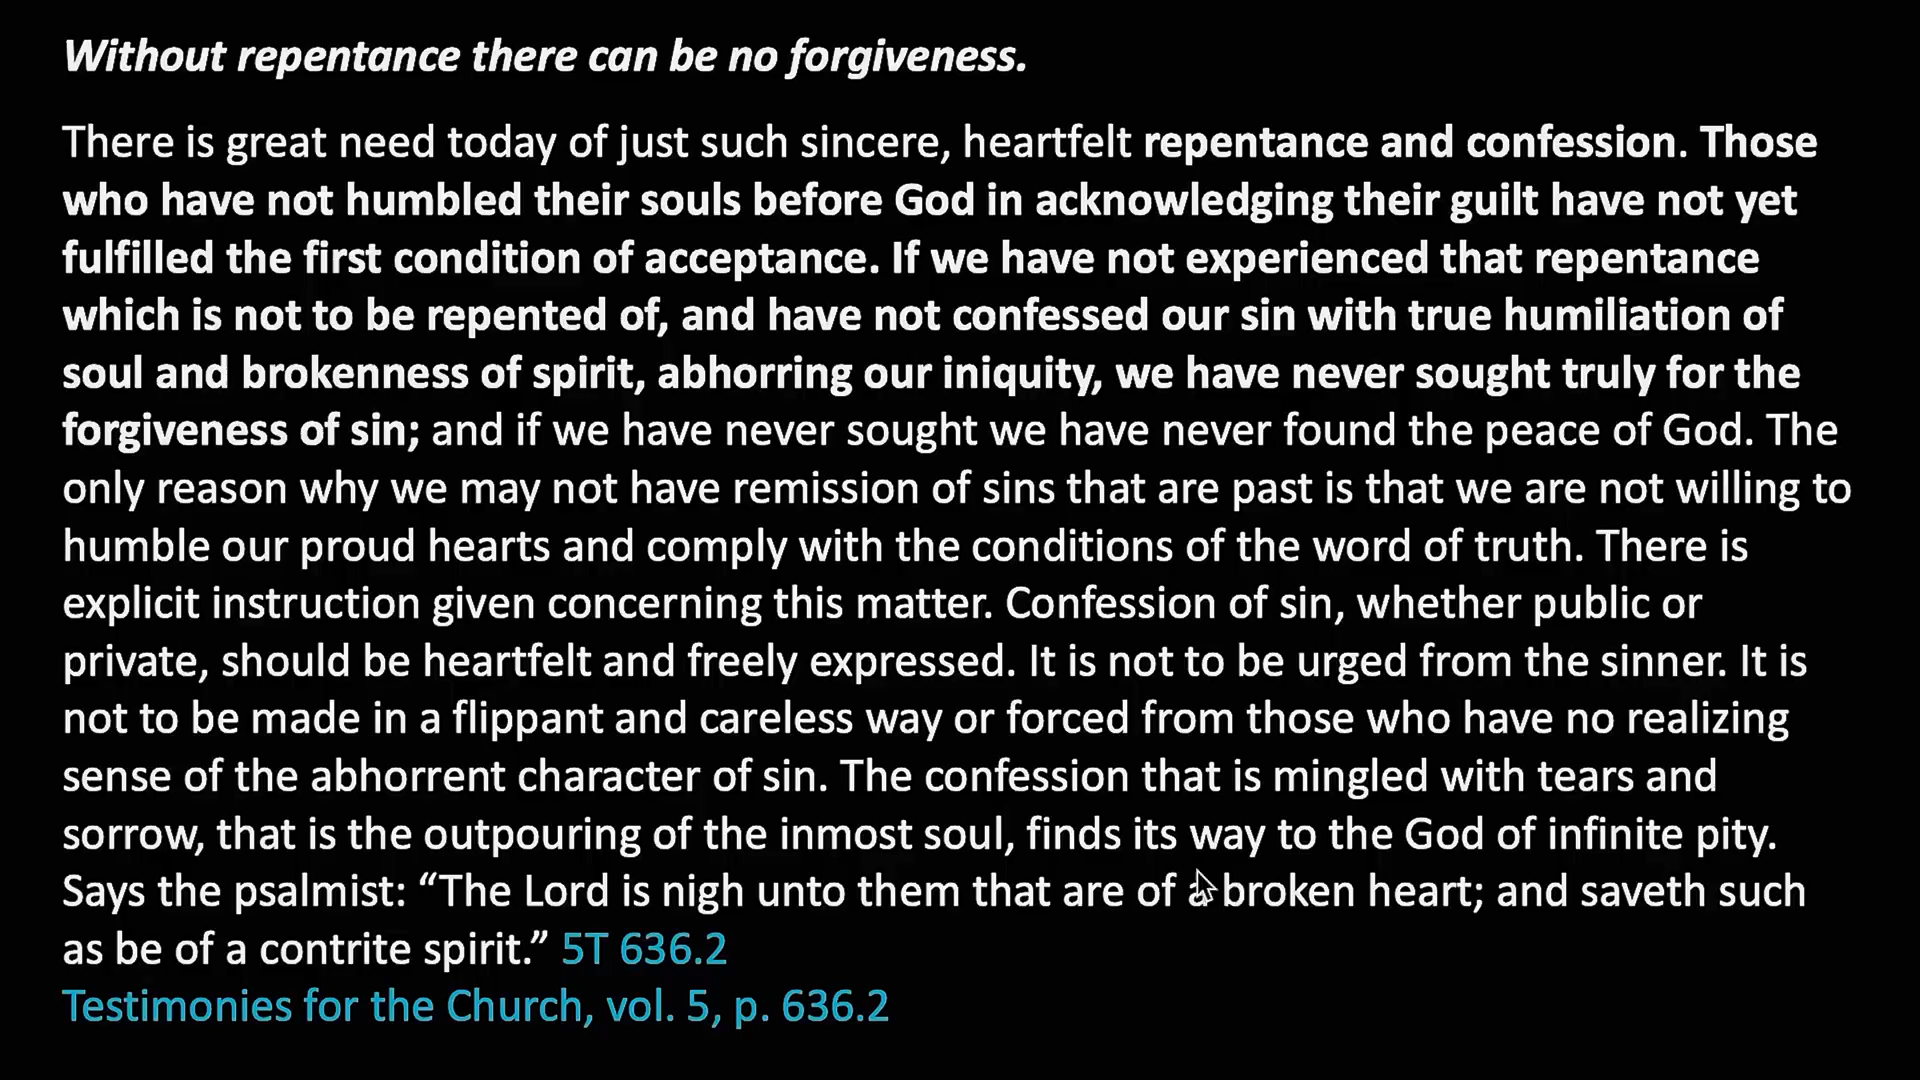 Without repentance there can be no forgiveness.
There is great need today of just such sincere, heartfelt repentance and confession. Those
who have not humbled their souls before God in acknowledging their guilt have not yet
fulfilled the first condition of acceptance. If we have not experienced that repentance
which is not to be repented of, and have not confessed our sin with true humiliation of
soul and brokenness of spirit, abhorring our iniquity, we have never sought truly for the
forgiveness of sin; and if we have never sought we have never found the peace of God. The
only reason why we may not have remission of sins that are past is that we are not willing to
humble our proud hearts and comply with the conditions of the word of truth. There is
explicit instruction given concerning this matter. Confession of sin, whether public or
private, should be heartfelt and freely expressed. It is not to be urged from the sinner. It is
not to be made in a flippant and careless way or forced from those who have no realizing
sense of the abhorrent character of sin. The confession that is mingled with tears and
sorrow, that is the outpouring of the inmost soul, finds its way to the God of infinite pity.
Says the psalmist: “The Lord is nigh unto them that are of a broken heart; and saveth such
as be of a contrite spirit.” 5T 636.2
Testimonies for the Church, vol. 5, p. 636.2